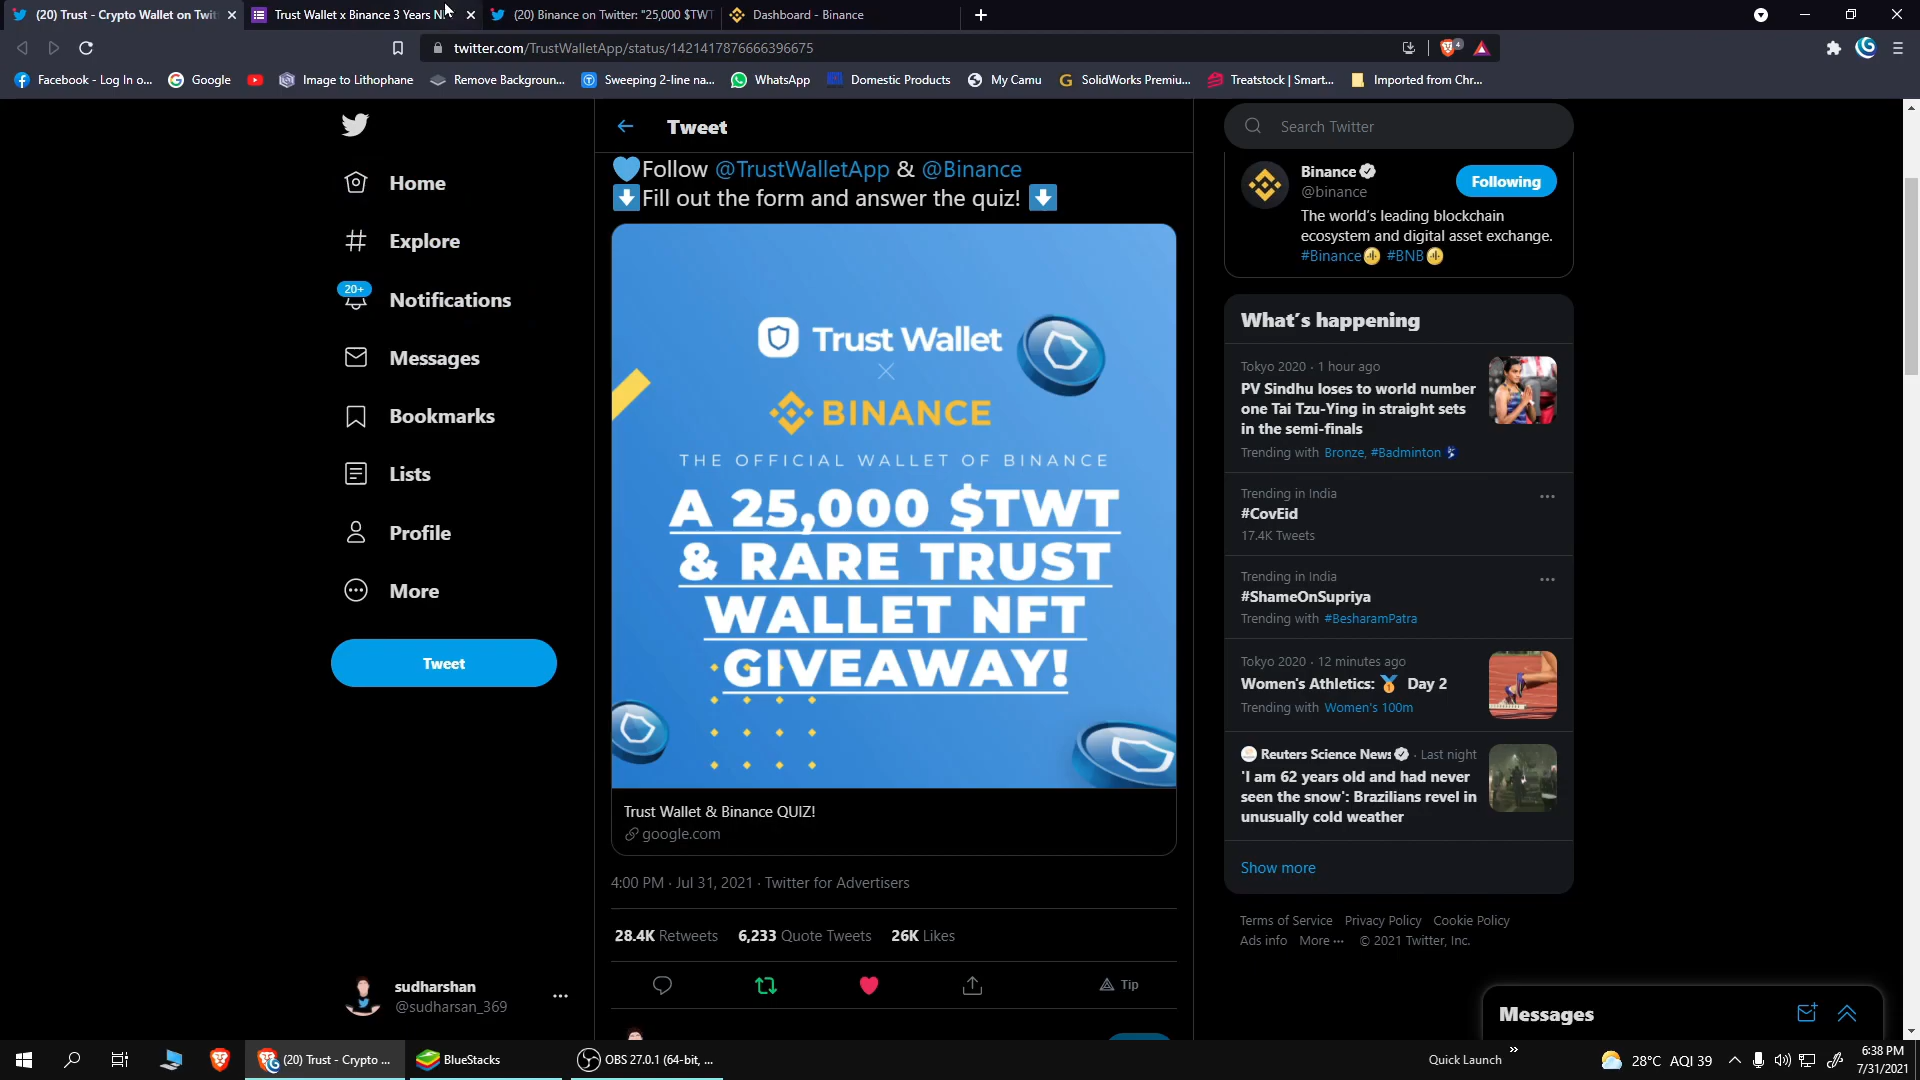 (20) Trust - Crypto Wallet on Twit
Trust Wallet x Binance 3 Years N
(20) Binance on Twitter: "25,000 $TWT
Dashboard - Binance
twitter.com/TrustWalletApp/status/1421417876666396675
4
Facebook - Log In o...
Google
Image to Lithophane
Remove Backgroun...
Sweeping 2-line na...
WhatsApp
Domestic Products
My Camu
SolidWorks Premiu...
Treatstock | Smart...
Imported from Chr...
Home
Explore
20+
Notifications
Messages
Bookmarks
Lists
Profile
More
Tweet
sudharshan
@sudharsan_369
Tweet
Follow @TrustWalletApp & @Binance
Fill out the form and answer the quiz!
Trust Wallet
BINANCE
THE OFFICIAL WALLET OF BINANCE
A 25,000 $TWT
& RARE TRUST
WALLET NFT
GIVEAWAY!
Trust Wallet & Binance QUIZ!
google.com
4:00 PM · Jul 31, 2021 · Twitter for Advertisers
28.4K Retweets 6,233 Quote Tweets 26K Likes
Tip
Search Twitter
Binance
@binance
Following
The world's leading blockchain
ecosystem and digital asset exchange.
#Binance #BNB
What's happening
Tokyo 2020 · 1 hour ago
PV Sindhu loses to world number
one Tai Tzu-Ying in straight sets
in the semi-finals
Trending with Bronze, #Badminton
Trending in India
#CovEid
17.4K Tweets
Trending in India
#ShameOnSupriya
Trending with #BesharamPatra
Tokyo 2020 · 12 minutes ago
Women's Athletics: Day 2
Trending with Women's 100m
Reuters Science News · Last night
'I am 62 years old and had never
seen the snow': Brazilians revel in
unusually cold weather
Show more
Terms of Service Privacy Policy Cookie Policy
Ads info More ··· © 2021 Twitter, Inc.
Messages
(20) Trust - Crypto ...
BlueStacks
OBS 27.0.1 (64-bit, ...
Quick Launch
28°C AQI 39
6:38 PM
7/31/2021